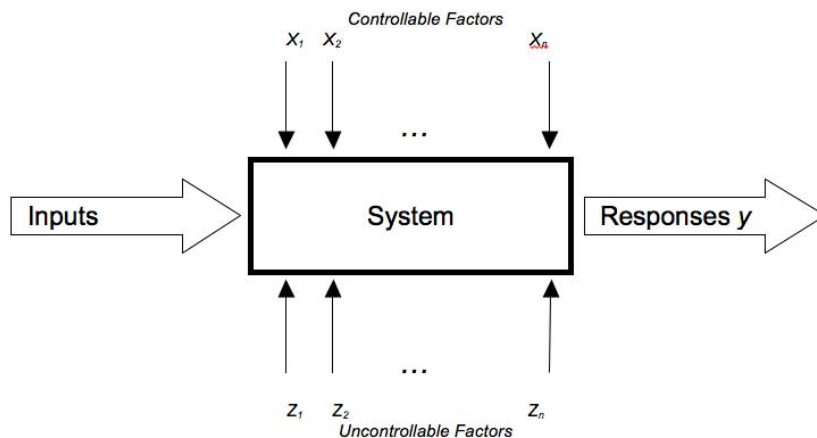 Controllable Factors
X1 X2 Xn
...
Inputs System Responses y
...
Z1 Z2 Zn
Uncontrollable Factors